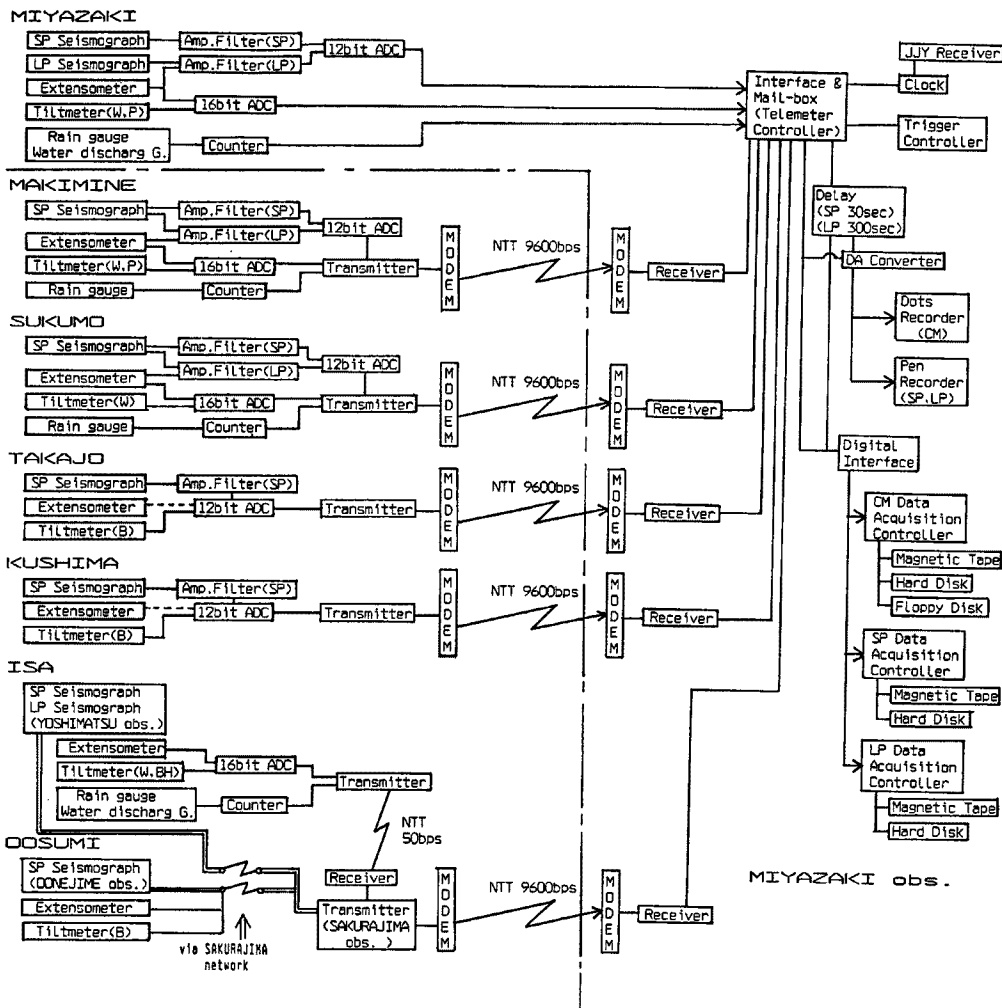 MIYAZAKI
SP Seismograph
Amp.Filter(SP)
12bit ADC
LP Seismograph
Amp.Filter(LP)
Extensometer
Tiltmeter(W.P)
16bit ADC
Rain gauge
Water discharg G.
Counter
Interface &
Mail-box
(Telemeter
Controller)
JJY Receiver
Clock
Trigger
Controller
MAKIMINE
SP Seismograph
Amp.Filter(SP)
12bit ADC
Extensometer
Amp.Filter(LP)
Tiltmeter(W.P)
16bit ADC
Transmitter
Rain gauge
Counter
MODEM
NTT 9600bps
MODEM
Receiver
Delay
(SP 30sec)
(LP 300sec)
DA Converter
Dots
Recorder
(CM)
Pen
Recorder
(SP.LP)
SUKUMO
SP Seismograph
Amp.Filter(SP)
12bit ADC
Extensometer
Amp.Filter(LP)
Tiltmeter(W)
16bit ADC
Transmitter
Rain gauge
Counter
MODEM
NTT 9600bps
MODEM
Receiver
Digital
Interface
TAKAJO
SP Seismograph
Amp.Filter(SP)
Extensometer
12bit ADC
Transmitter
Tiltmeter(B)
MODEM
NTT 9600bps
MODEM
Receiver
CM Data
Acquisition
Controller
Magnetic Tape
Hard Disk
Floppy Disk
KUSHIMA
SP Seismograph
Amp.Filter(SP)
Extensometer
12bit ADC
Transmitter
Tiltmeter(B)
MODEM
NTT 9600bps
MODEM
Receiver
SP Data
Acquisition
Controller
Magnetic Tape
Hard Disk
ISA
SP Seismograph
LP Seismograph
(YOSHIMATSU obs.)
Extensometer
Tiltmeter(W.BH)
16bit ADC
Transmitter
Rain gauge
Water discharg G.
Counter
NTT
50bps
LP Data
Acquisition
Controller
Magnetic Tape
Hard Disk
OOSUMI
SP Seismograph
(OONEJIME obs.)
Extensometer
Tiltmeter(B)
via SAKURAJIMA
network
Receiver
Transmitter
(SAKURAJIMA
obs. )
MODEM
NTT 9600bps
MODEM
Receiver
MIYAZAKI obs.